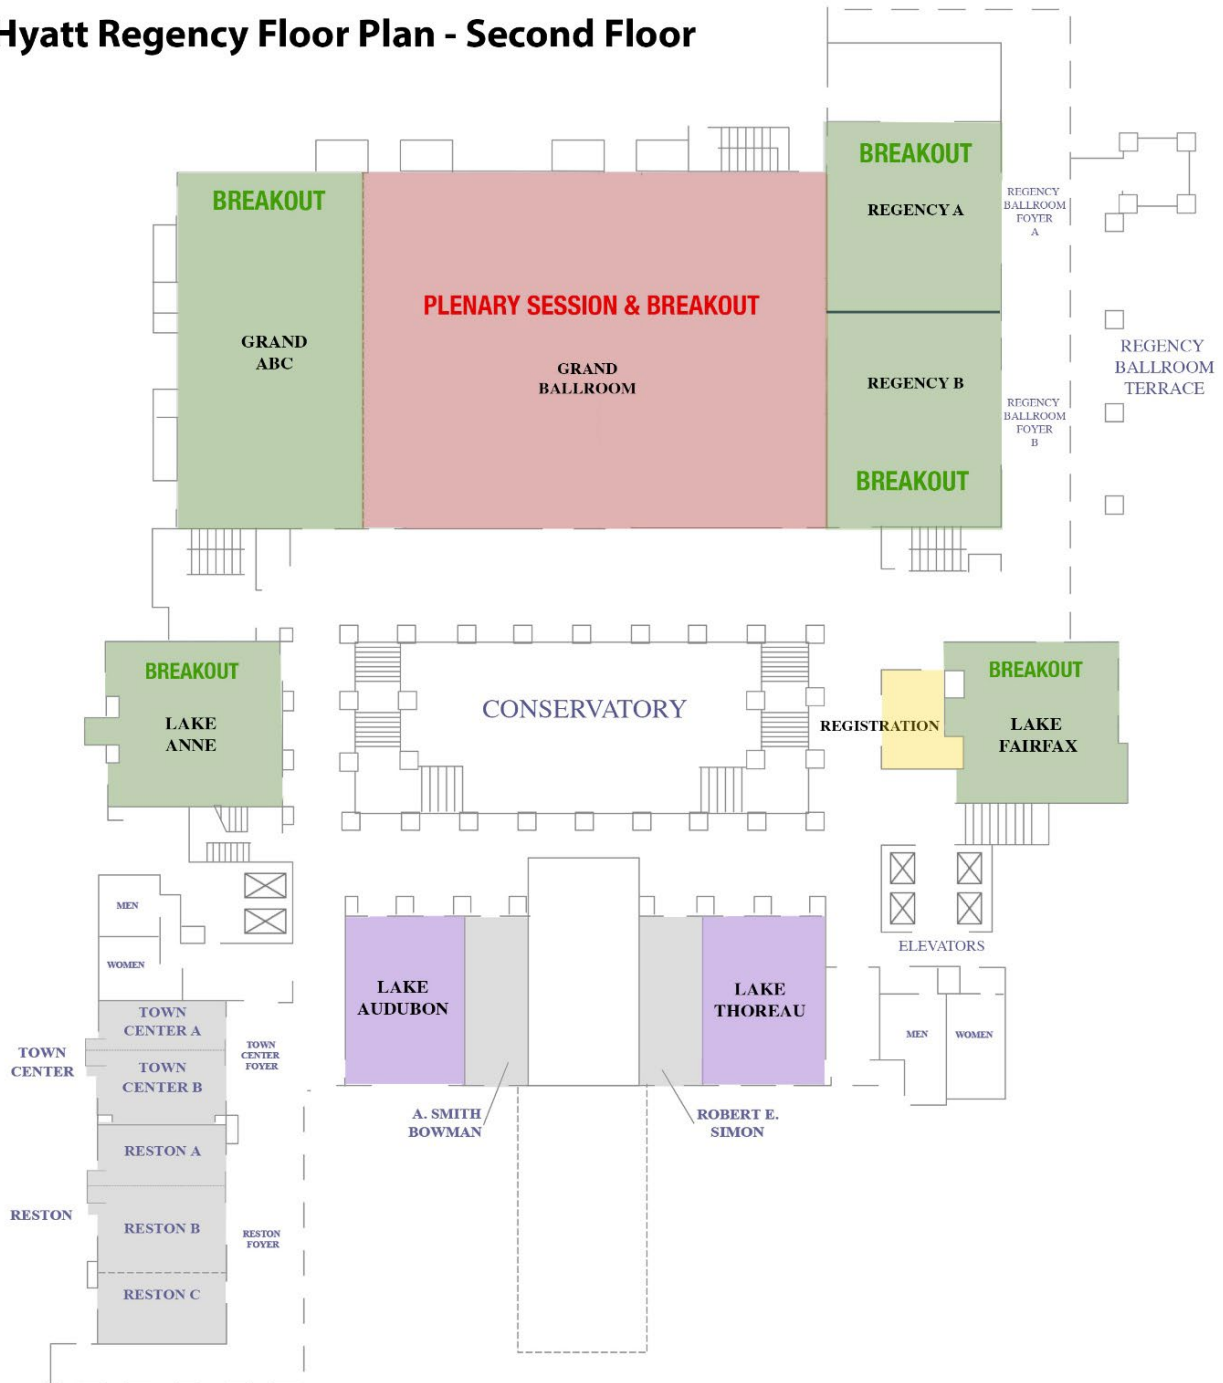 Hyatt Regency Floor Plan - Second Floor
BREAKOUT
REGENCY A
REGENCY
BALLROOM
FOYER
A
BREAKOUT
GRAND
ABC
PLENARY SESSION & BREAKOUT
GRAND
BALLROOM
REGENCY B
BREAKOUT
REGENCY
BALLROOM
FOYER
B
REGENCY
BALLROOM
TERRACE
BREAKOUT
LAKE
ANNE
CONSERVATORY
REGISTRATION
BREAKOUT
LAKE
FAIRFAX
MEN
WOMEN
ELEVATORS
LAKE
AUDUBON
LAKE
THOREAU
MEN
WOMEN
TOWN
CENTER
TOWN
CENTER A
TOWN
CENTER B
TOWN
CENTER
FOYER
A. SMITH
BOWMAN
ROBERT E.
SIMON
RESTON
RESTON A
RESTON B
RESTON C
RESTON
FOYER